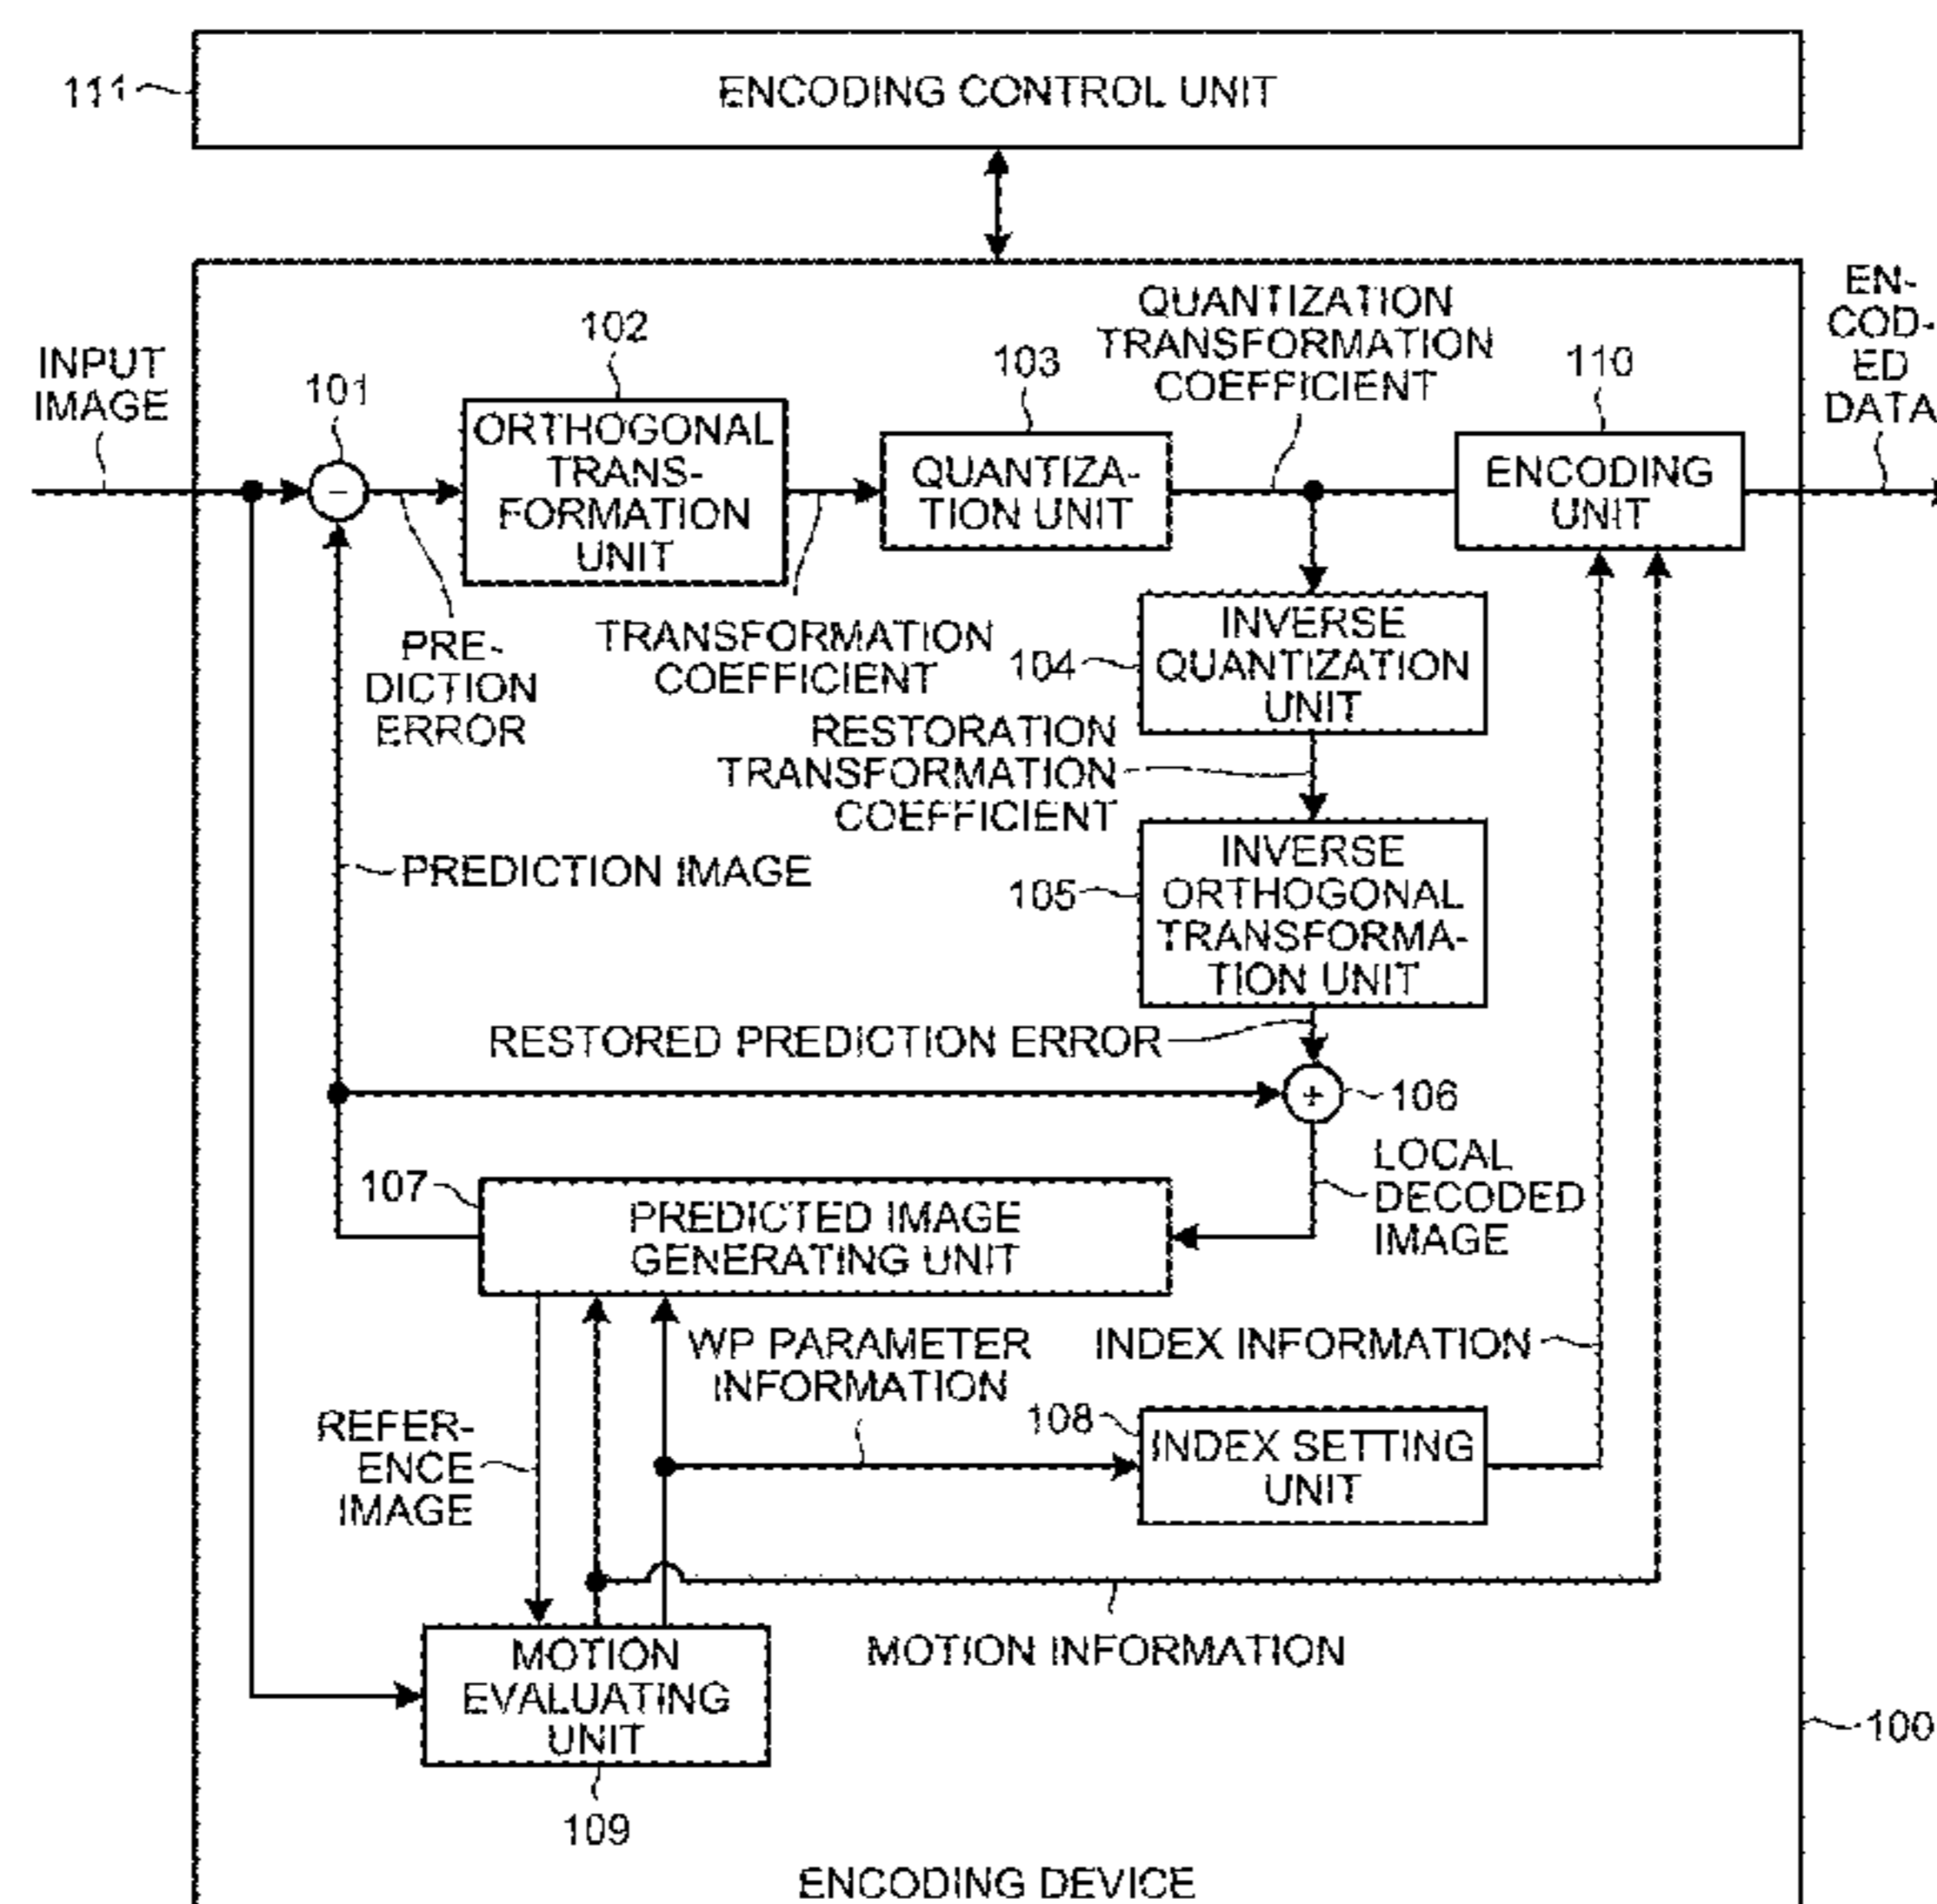 111
ENCODING CONTROL UNIT
INPUT
IMAGE
101
102
ORTHOGONAL
TRANS-
FORMATION
UNIT
103
QUANTIZA-
TION UNIT
QUANTIZATION
TRANSFORMATION
COEFFICIENT
110
ENCODING
UNIT
EN-
COD-
ED
DATA
-
PRE-
DICTION
ERROR
TRANSFORMATION
COEFFICIENT
104
INVERSE
QUANTIZATION
UNIT
RESTORATION
TRANSFORMATION
COEFFICIENT
PREDICTION IMAGE
105
INVERSE
ORTHOGONAL
TRANSFORMA-
TION UNIT
RESTORED PREDICTION ERROR
+
106
LOCAL
DECODED
IMAGE
107
PREDICTED IMAGE
GENERATING UNIT
WP PARAMETER
INFORMATION
INDEX INFORMATION
REFER-
ENCE
IMAGE
108
INDEX SETTING
UNIT
MOTION INFORMATION
MOTION
EVALUATING
UNIT
109
100
ENCODING DEVICE